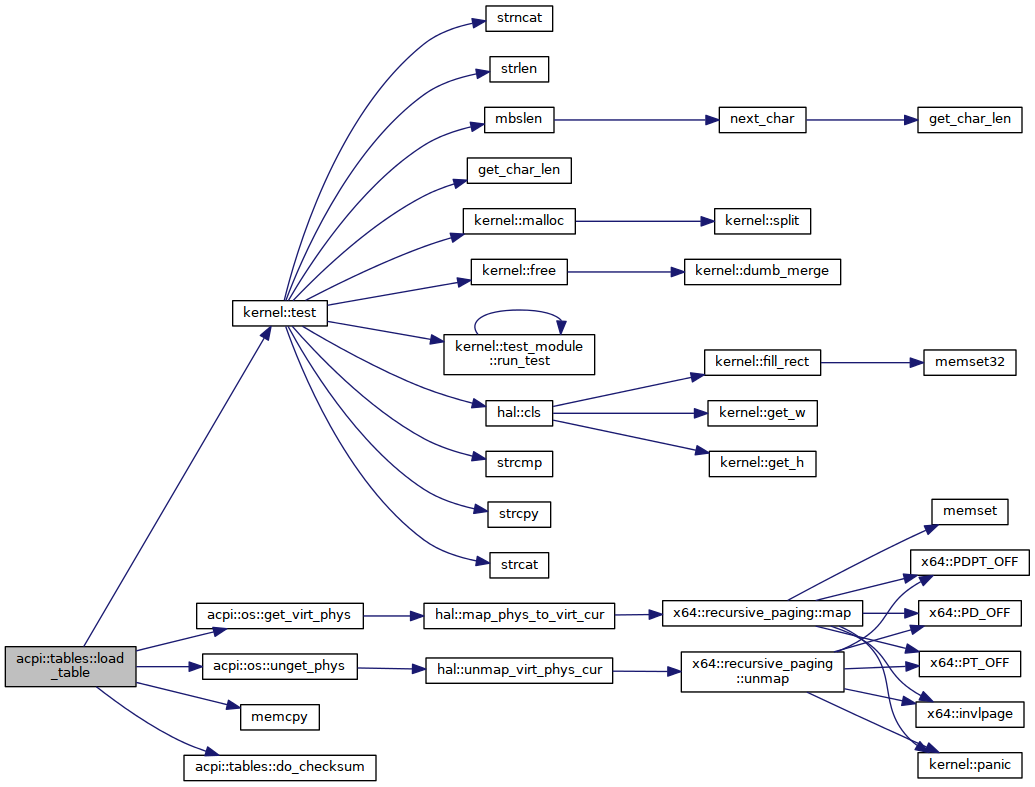 strncat
strlen
mbslen
next_char
get_char_len
get_char_len
kernel::malloc
kernel::split
kernel::free
kernel::dumb_merge
kernel::test
kernel::test_module
::run_test
kernel::fill_rect
memset32
hal::cls
kernel::get_w
kernel::get_h
strcmp
strcpy
strcat
memset
x64::PDPT_OFF
acpi::os::get_virt_phys
hal::map_phys_to_virt_cur
x64::recursive_paging::map
x64::PD_OFF
acpi::tables::load
_table
acpi::os::unget_phys
hal::unmap_virt_phys_cur
x64::recursive_paging
::unmap
x64::PT_OFF
memcpy
x64::invlpage
acpi::tables::do_checksum
kernel::panic